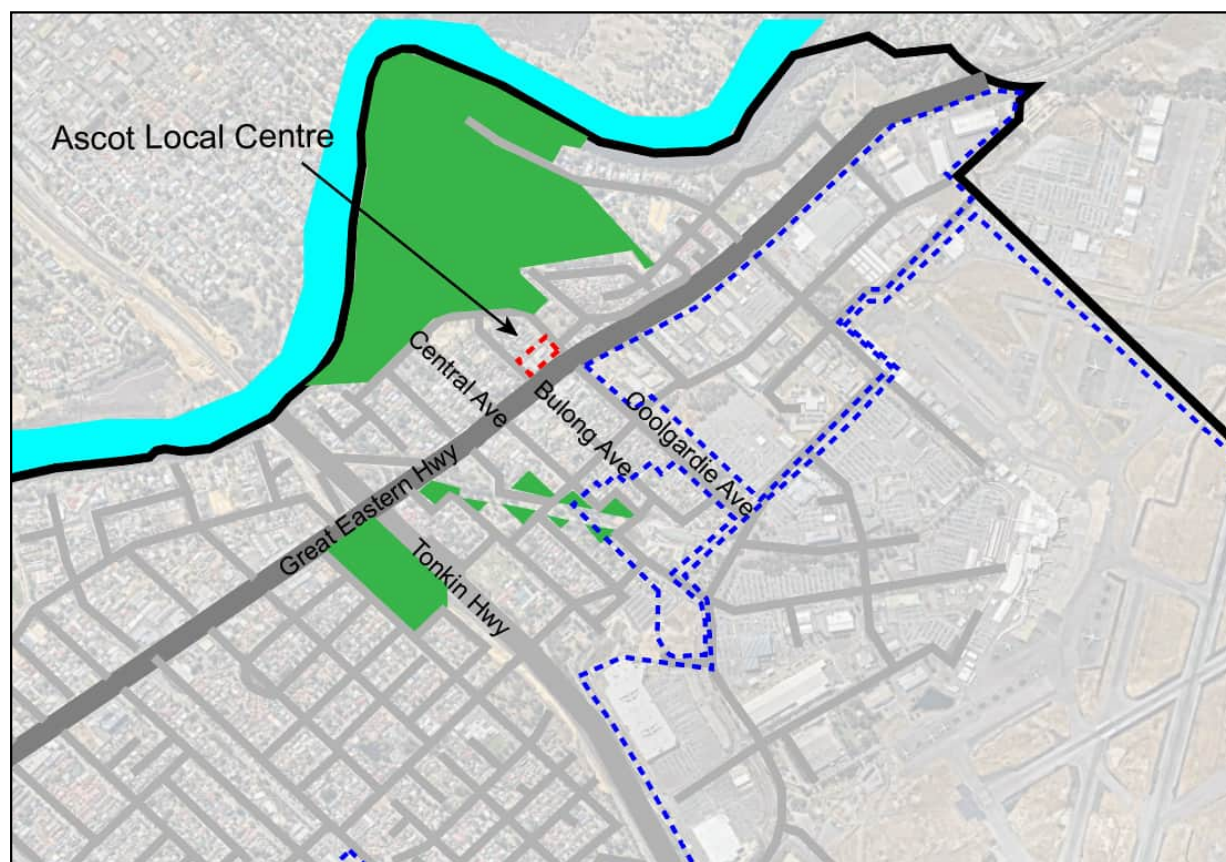 Ascot Local Centre
Central Ave
Bulong Ave
Coolgardie Ave
Great Eastern Hwy
Tonkin Hwy